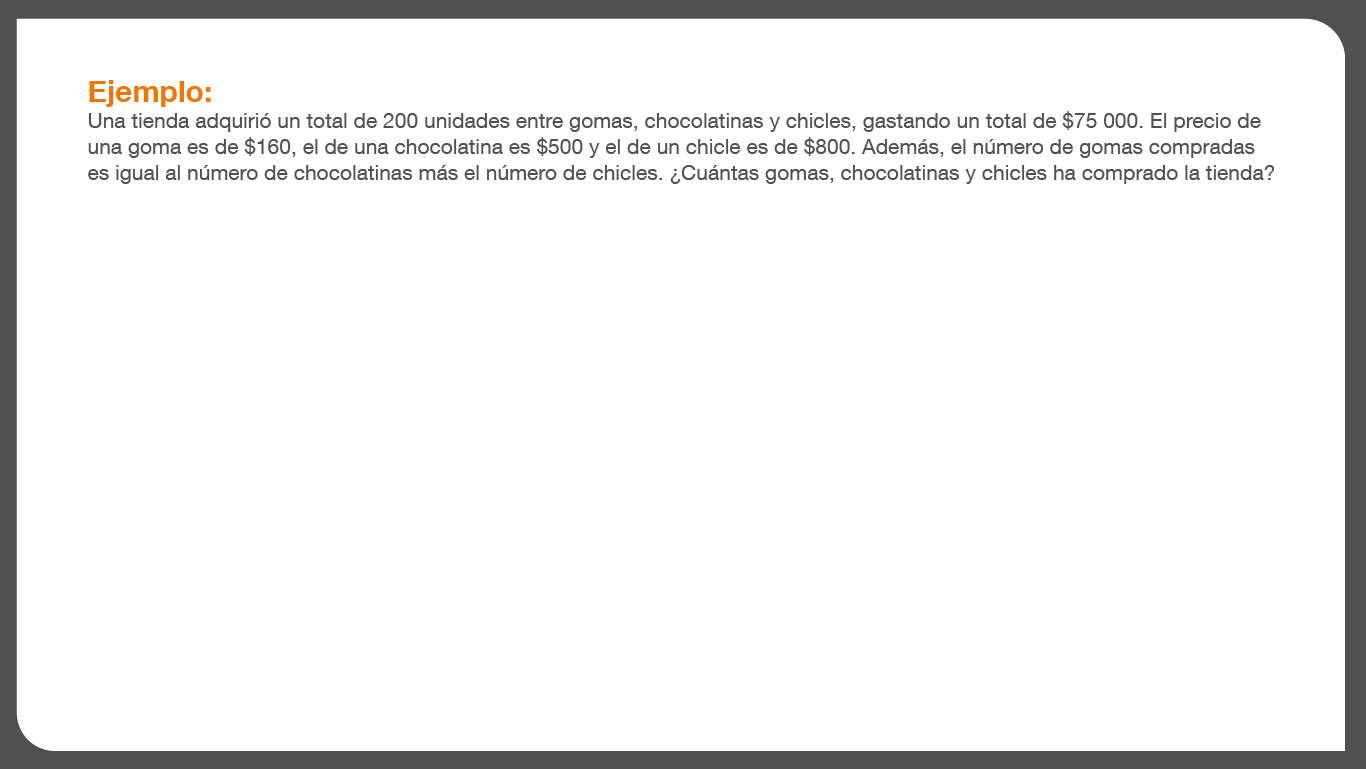 Ejemplo:
Una tienda adquirió un total de 200 unidades entre gomas, chocolatinas y chicles, gastando un total de $75 000. El precio de
una goma es de $160, el de una chocolatina es $500 y el de un chicle es de $800. Además, el número de gomas compradas
es igual al número de chocolatinas más el número de chicles. ¿Cuántas gomas, chocolatinas y chicles ha comprado la tienda?